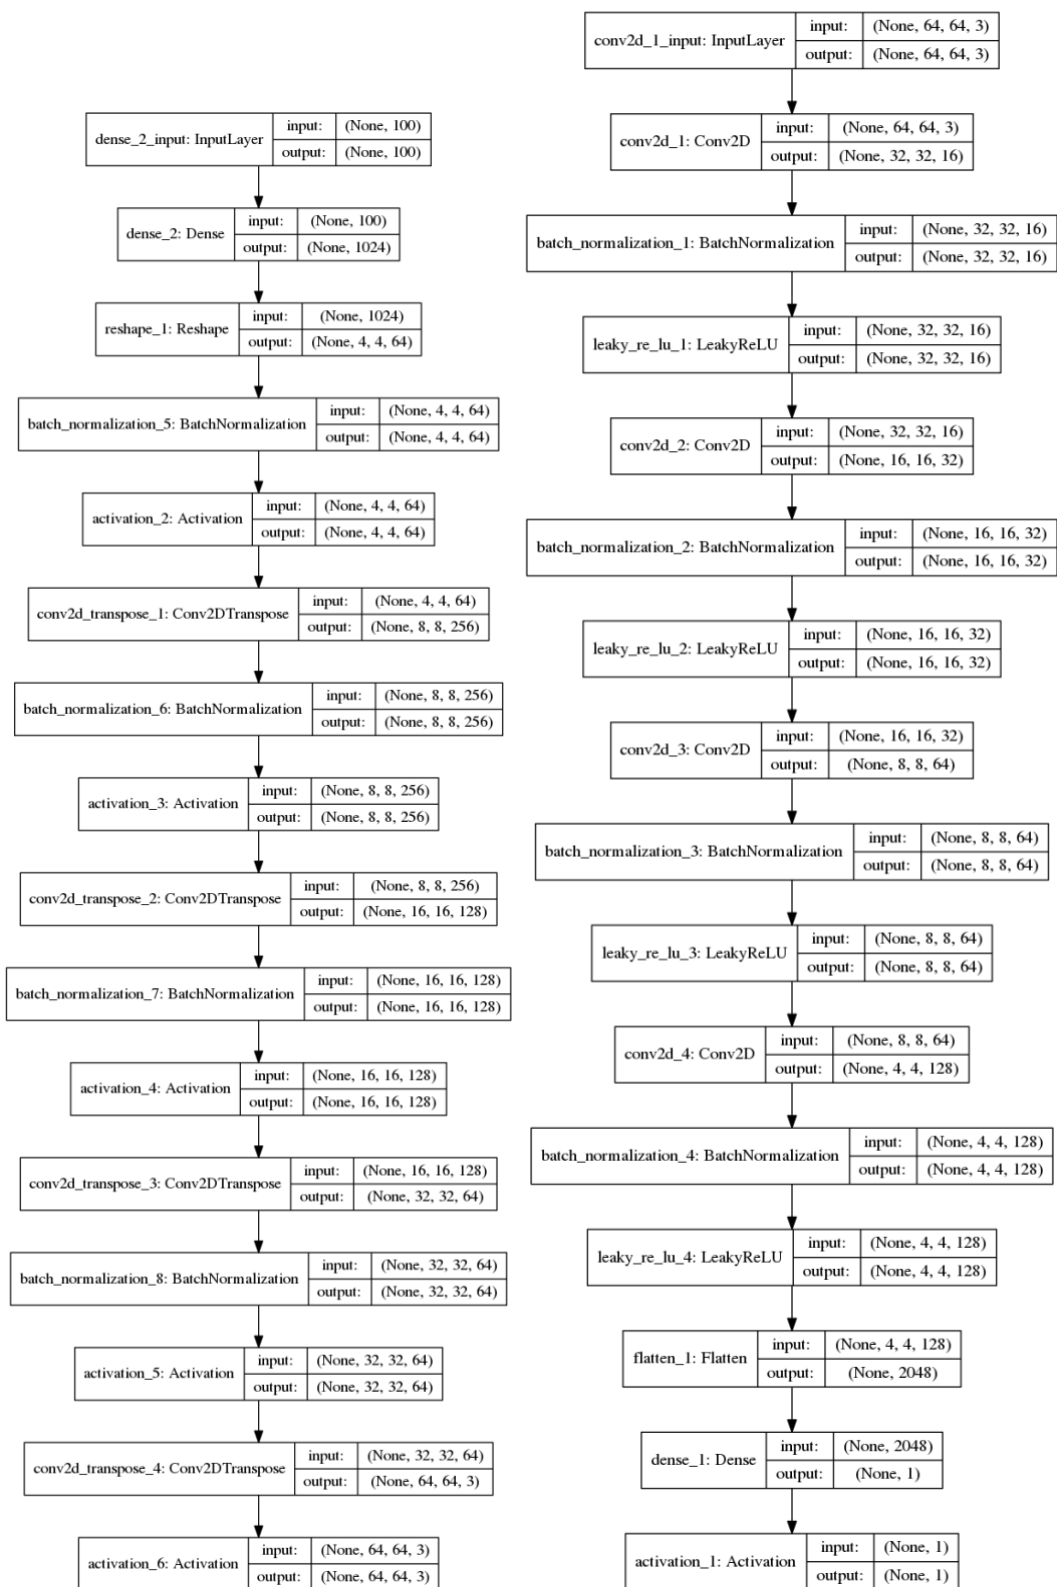 dense_2_input: InputLayer
input: (None, 100)
output: (None, 100)
dense_2: Dense
input: (None, 100)
output: (None, 1024)
reshape_1: Reshape
input: (None, 1024)
output: (None, 4, 4, 64)
batch_normalization_5: BatchNormalization
input: (None, 4, 4, 64)
output: (None, 4, 4, 64)
activation_2: Activation
input: (None, 4, 4, 64)
output: (None, 4, 4, 64)
conv2d_transpose_1: Conv2DTranspose
input: (None, 4, 4, 64)
output: (None, 8, 8, 256)
batch_normalization_6: BatchNormalization
input: (None, 8, 8, 256)
output: (None, 8, 8, 256)
activation_3: Activation
input: (None, 8, 8, 256)
output: (None, 8, 8, 256)
conv2d_transpose_2: Conv2DTranspose
input: (None, 8, 8, 256)
output: (None, 16, 16, 128)
batch_normalization_7: BatchNormalization
input: (None, 16, 16, 128)
output: (None, 16, 16, 128)
activation_4: Activation
input: (None, 16, 16, 128)
output: (None, 16, 16, 128)
conv2d_transpose_3: Conv2DTranspose
input: (None, 16, 16, 128)
output: (None, 32, 32, 64)
batch_normalization_8: BatchNormalization
input: (None, 32, 32, 64)
output: (None, 32, 32, 64)
activation_5: Activation
input: (None, 32, 32, 64)
output: (None, 32, 32, 64)
conv2d_transpose_4: Conv2DTranspose
input: (None, 32, 32, 64)
output: (None, 64, 64, 3)
activation_6: Activation
input: (None, 64, 64, 3)
output: (None, 64, 64, 3)
conv2d_1_input: InputLayer
input: (None, 64, 64, 3)
output: (None, 64, 64, 3)
conv2d_1: Conv2D
input: (None, 64, 64, 3)
output: (None, 32, 32, 16)
batch_normalization_1: BatchNormalization
input: (None, 32, 32, 16)
output: (None, 32, 32, 16)
leaky_re_lu_1: LeakyReLU
input: (None, 32, 32, 16)
output: (None, 32, 32, 16)
conv2d_2: Conv2D
input: (None, 32, 32, 16)
output: (None, 16, 16, 32)
batch_normalization_2: BatchNormalization
input: (None, 16, 16, 32)
output: (None, 16, 16, 32)
leaky_re_lu_2: LeakyReLU
input: (None, 16, 16, 32)
output: (None, 16, 16, 32)
conv2d_3: Conv2D
input: (None, 16, 16, 32)
output: (None, 8, 8, 64)
batch_normalization_3: BatchNormalization
input: (None, 8, 8, 64)
output: (None, 8, 8, 64)
leaky_re_lu_3: LeakyReLU
input: (None, 8, 8, 64)
output: (None, 8, 8, 64)
conv2d_4: Conv2D
input: (None, 8, 8, 64)
output: (None, 4, 4, 128)
batch_normalization_4: BatchNormalization
input: (None, 4, 4, 128)
output: (None, 4, 4, 128)
leaky_re_lu_4: LeakyReLU
input: (None, 4, 4, 128)
output: (None, 4, 4, 128)
flatten_1: Flatten
input: (None, 4, 4, 128)
output: (None, 2048)
dense_1: Dense
input: (None, 2048)
output: (None, 1)
activation_1: Activation
input: (None, 1)
output: (None, 1)